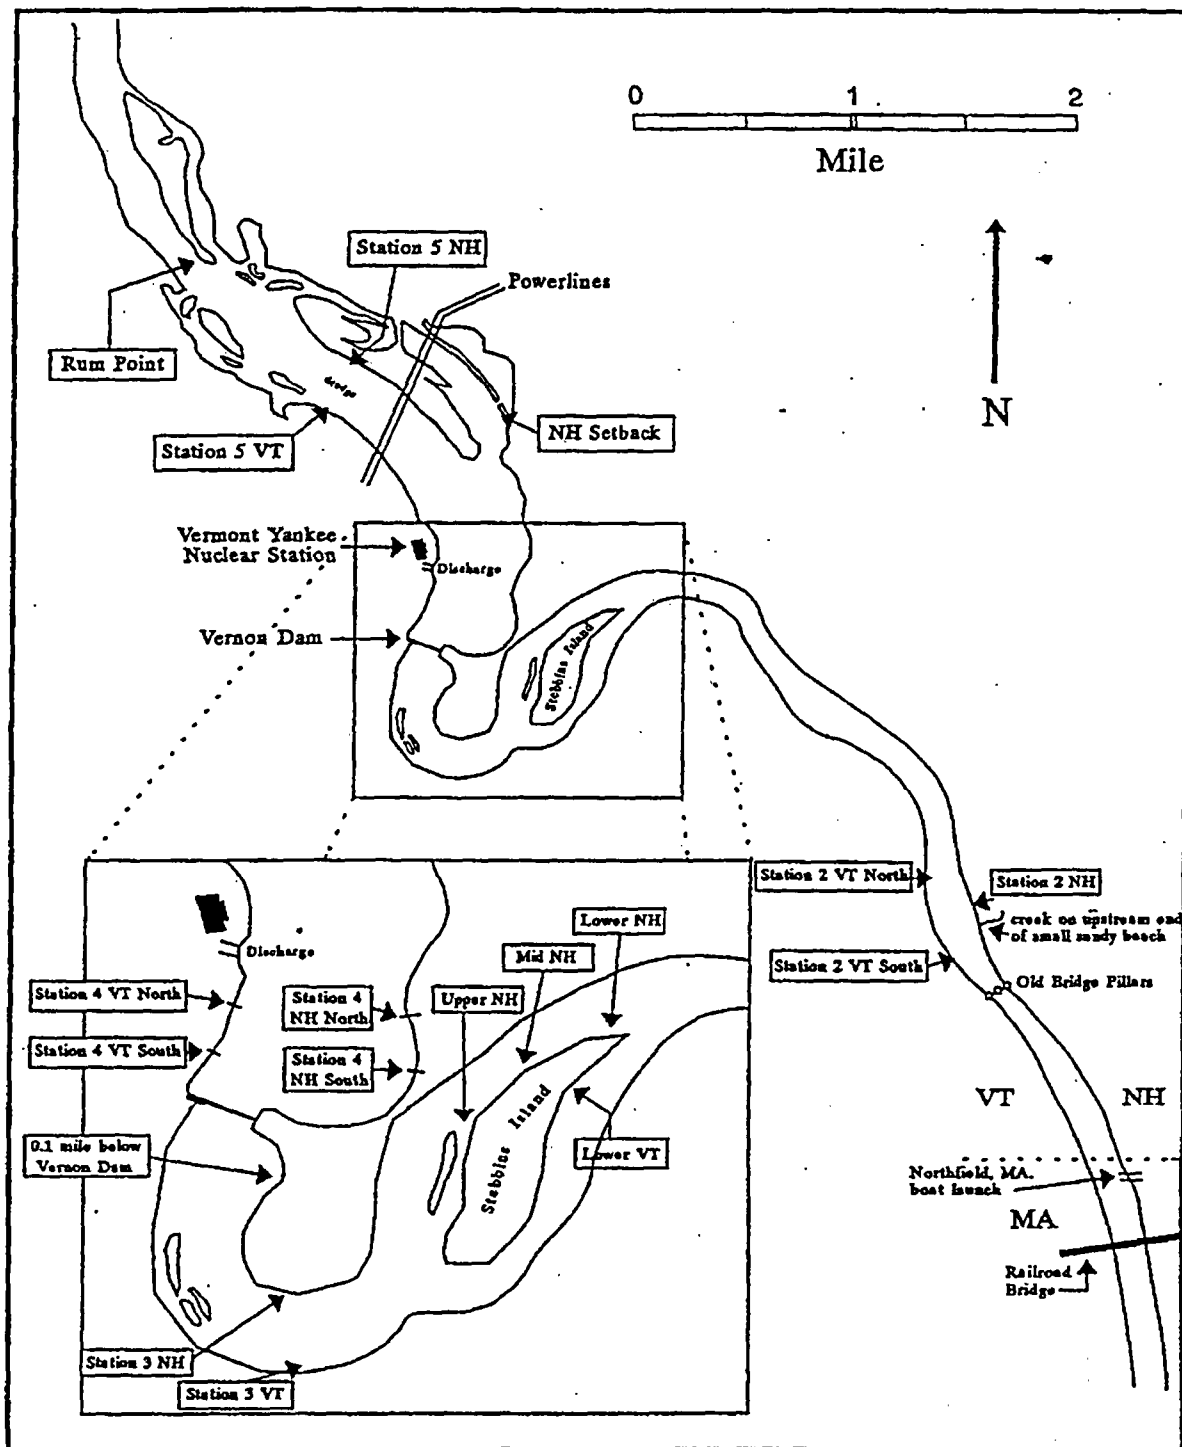 0 1 2
Mile
N
Station 5 NH
Powerlines
Rum Point
dredge
Station 5 VT
NH Setback
Vermont Yankee
Nuclear Station
Discharge
Vernon Dam
Stebbins Island
Station 2 VT North
Station 2 NH
creek on upstream end
of small sandy beach
Station 2 VT South
Old Bridge Pillars
VT
NH
Northfield, MA.
boat launch
MA
Railroad
Bridge
Discharge
Lower NH
Mid NH
Upper NH
Station 4 VT North
Station 4
NH North
Station 4 VT South
Station 4
NH South
0.1 mile below
Vernon Dam
Stebbins Island
Lower VT
Station 3 NH
Station 3 VT